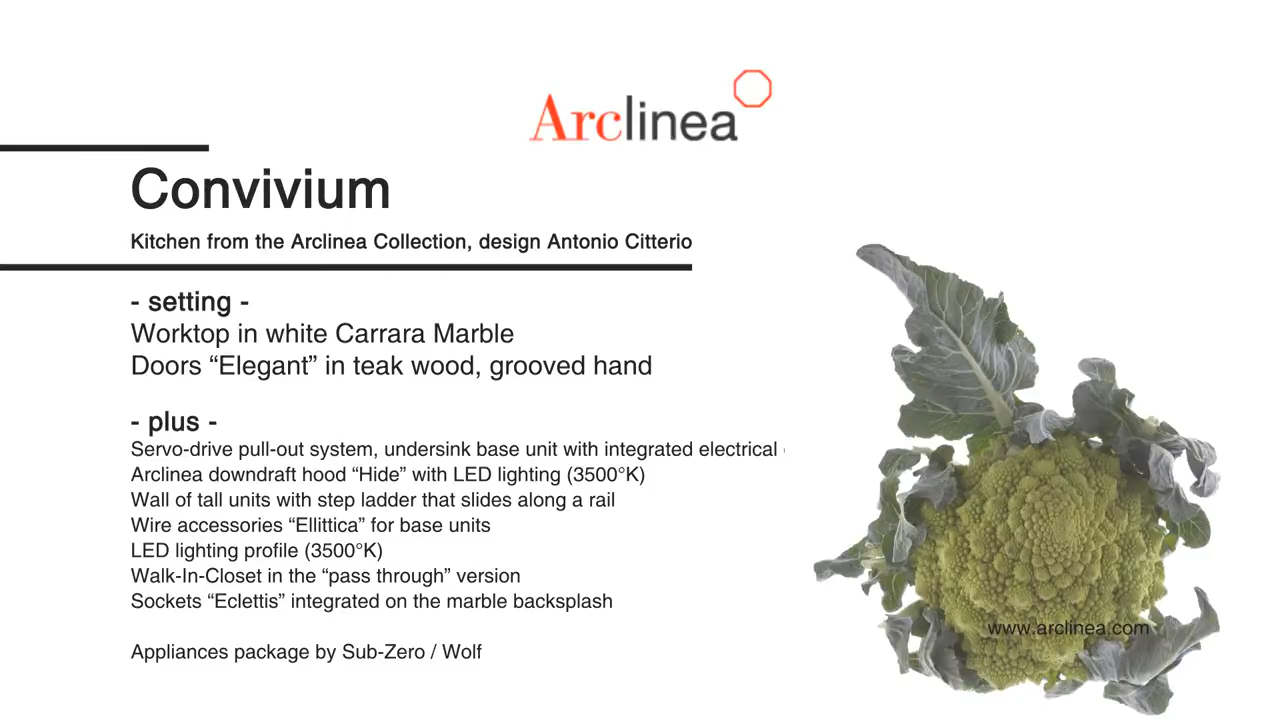 Arclinea
Convivium
Kitchen from the Arclinea Collection, design Antonio Citterio
- setting -
Worktop in white Carrara Marble
Doors “Elegant” in teak wood, grooved hand
- plus -
Servo-drive pull-out system, undersink base unit with integrated electrical
Arclinea downdraft hood “Hide” with LED lighting (3500°K)
Wall of tall units with step ladder that slides along a rail
Wire accessories “Ellittica” for base units
LED lighting profile (3500°K)
Walk-In-Closet in the “pass through” version
Sockets “Eclettis” integrated on the marble backsplash
Appliances package by Sub-Zero / Wolf
www.arclinea.com